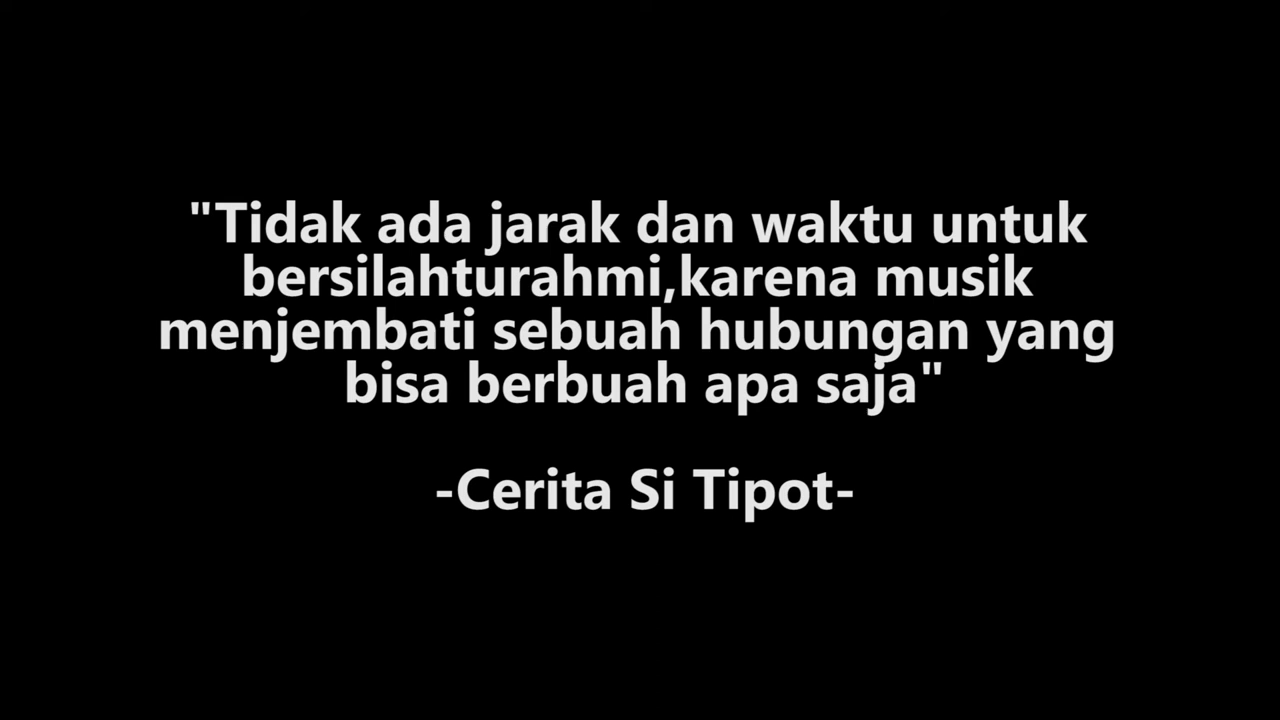 "Tidak ada jarak dan waktu untuk
bersilahturahmi,karena musik
menjembati sebuah hubungan yang
bisa berbuah apa saja"
-Cerita Si Tipot-